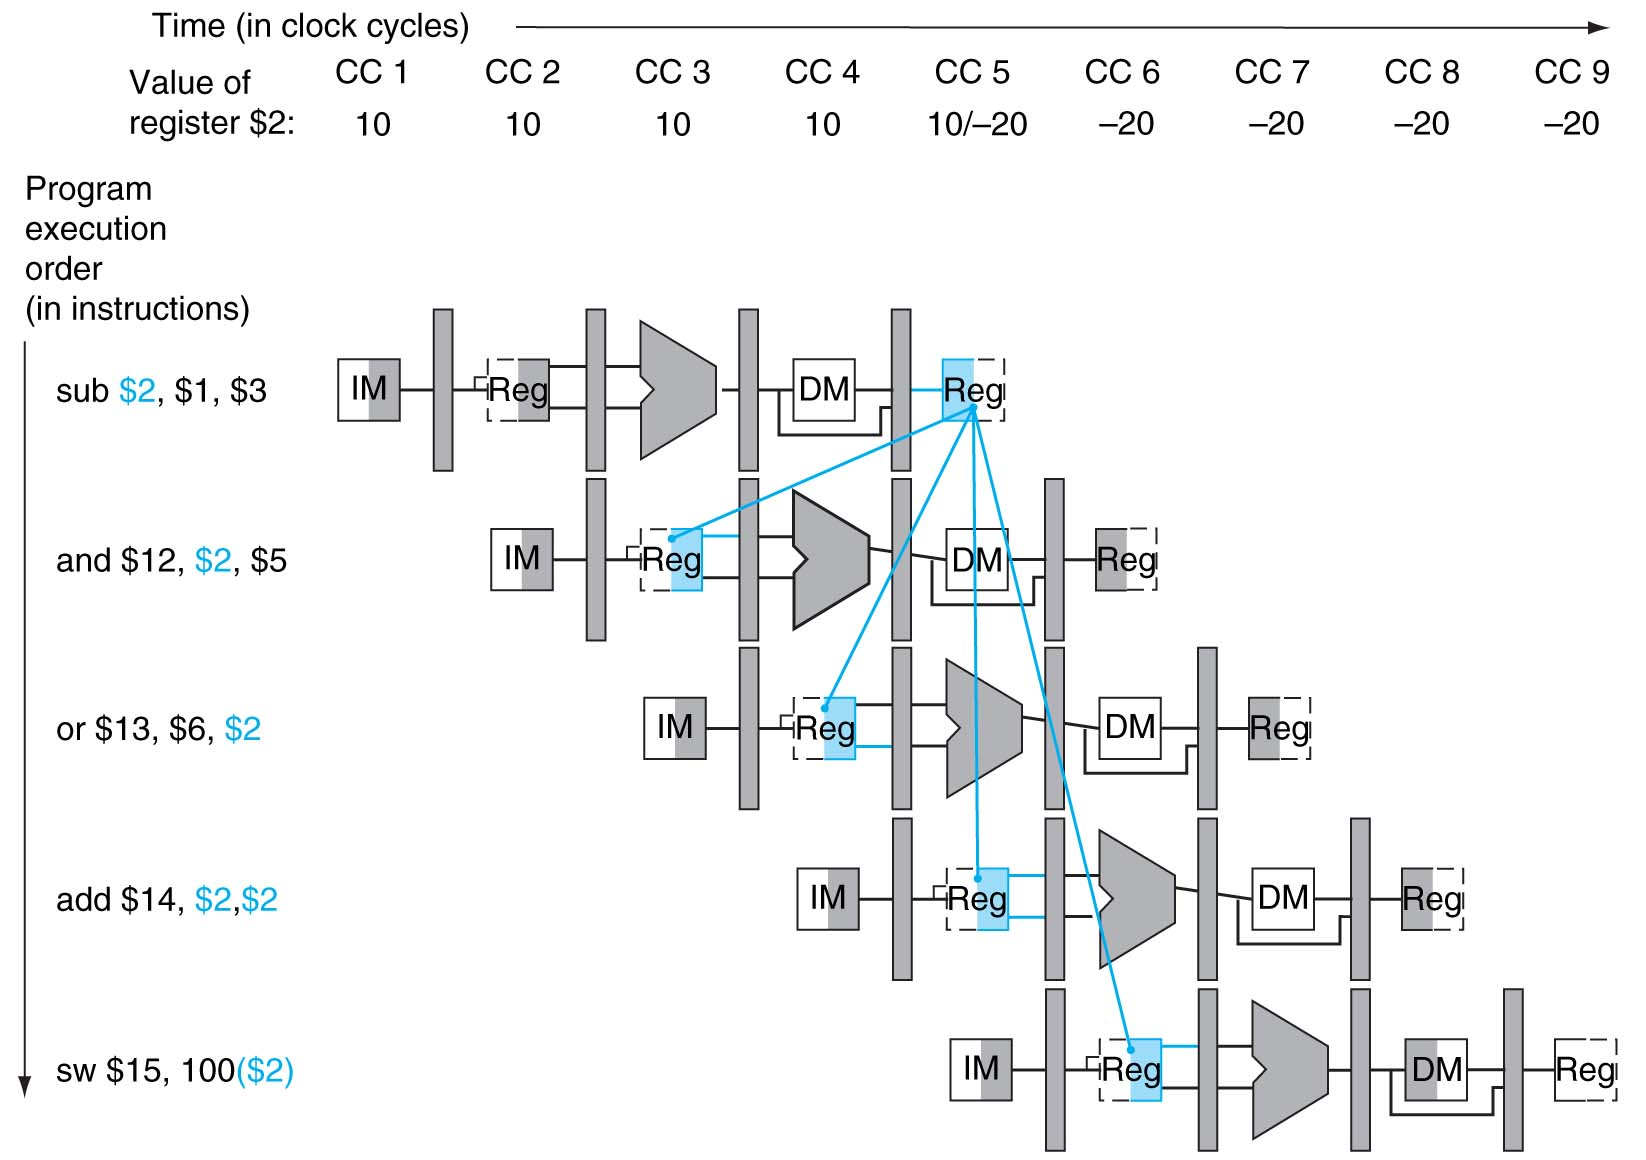 Time (in clock cycles)
Value of
register $2:
CC 1 CC 2 CC 3 CC 4 CC 5 CC 6 CC 7 CC 8 CC 9
10 10 10 10 10/–20 –20 –20 –20 –20
Program
execution
order
(in instructions)
sub $2, $1, $3
IM Reg DM Reg
and $12, $2, $5
IM Reg DM Reg
or $13, $6, $2
IM Reg DM Reg
add $14, $2,$2
IM Reg DM Reg
sw $15, 100($2)
IM Reg DM Reg